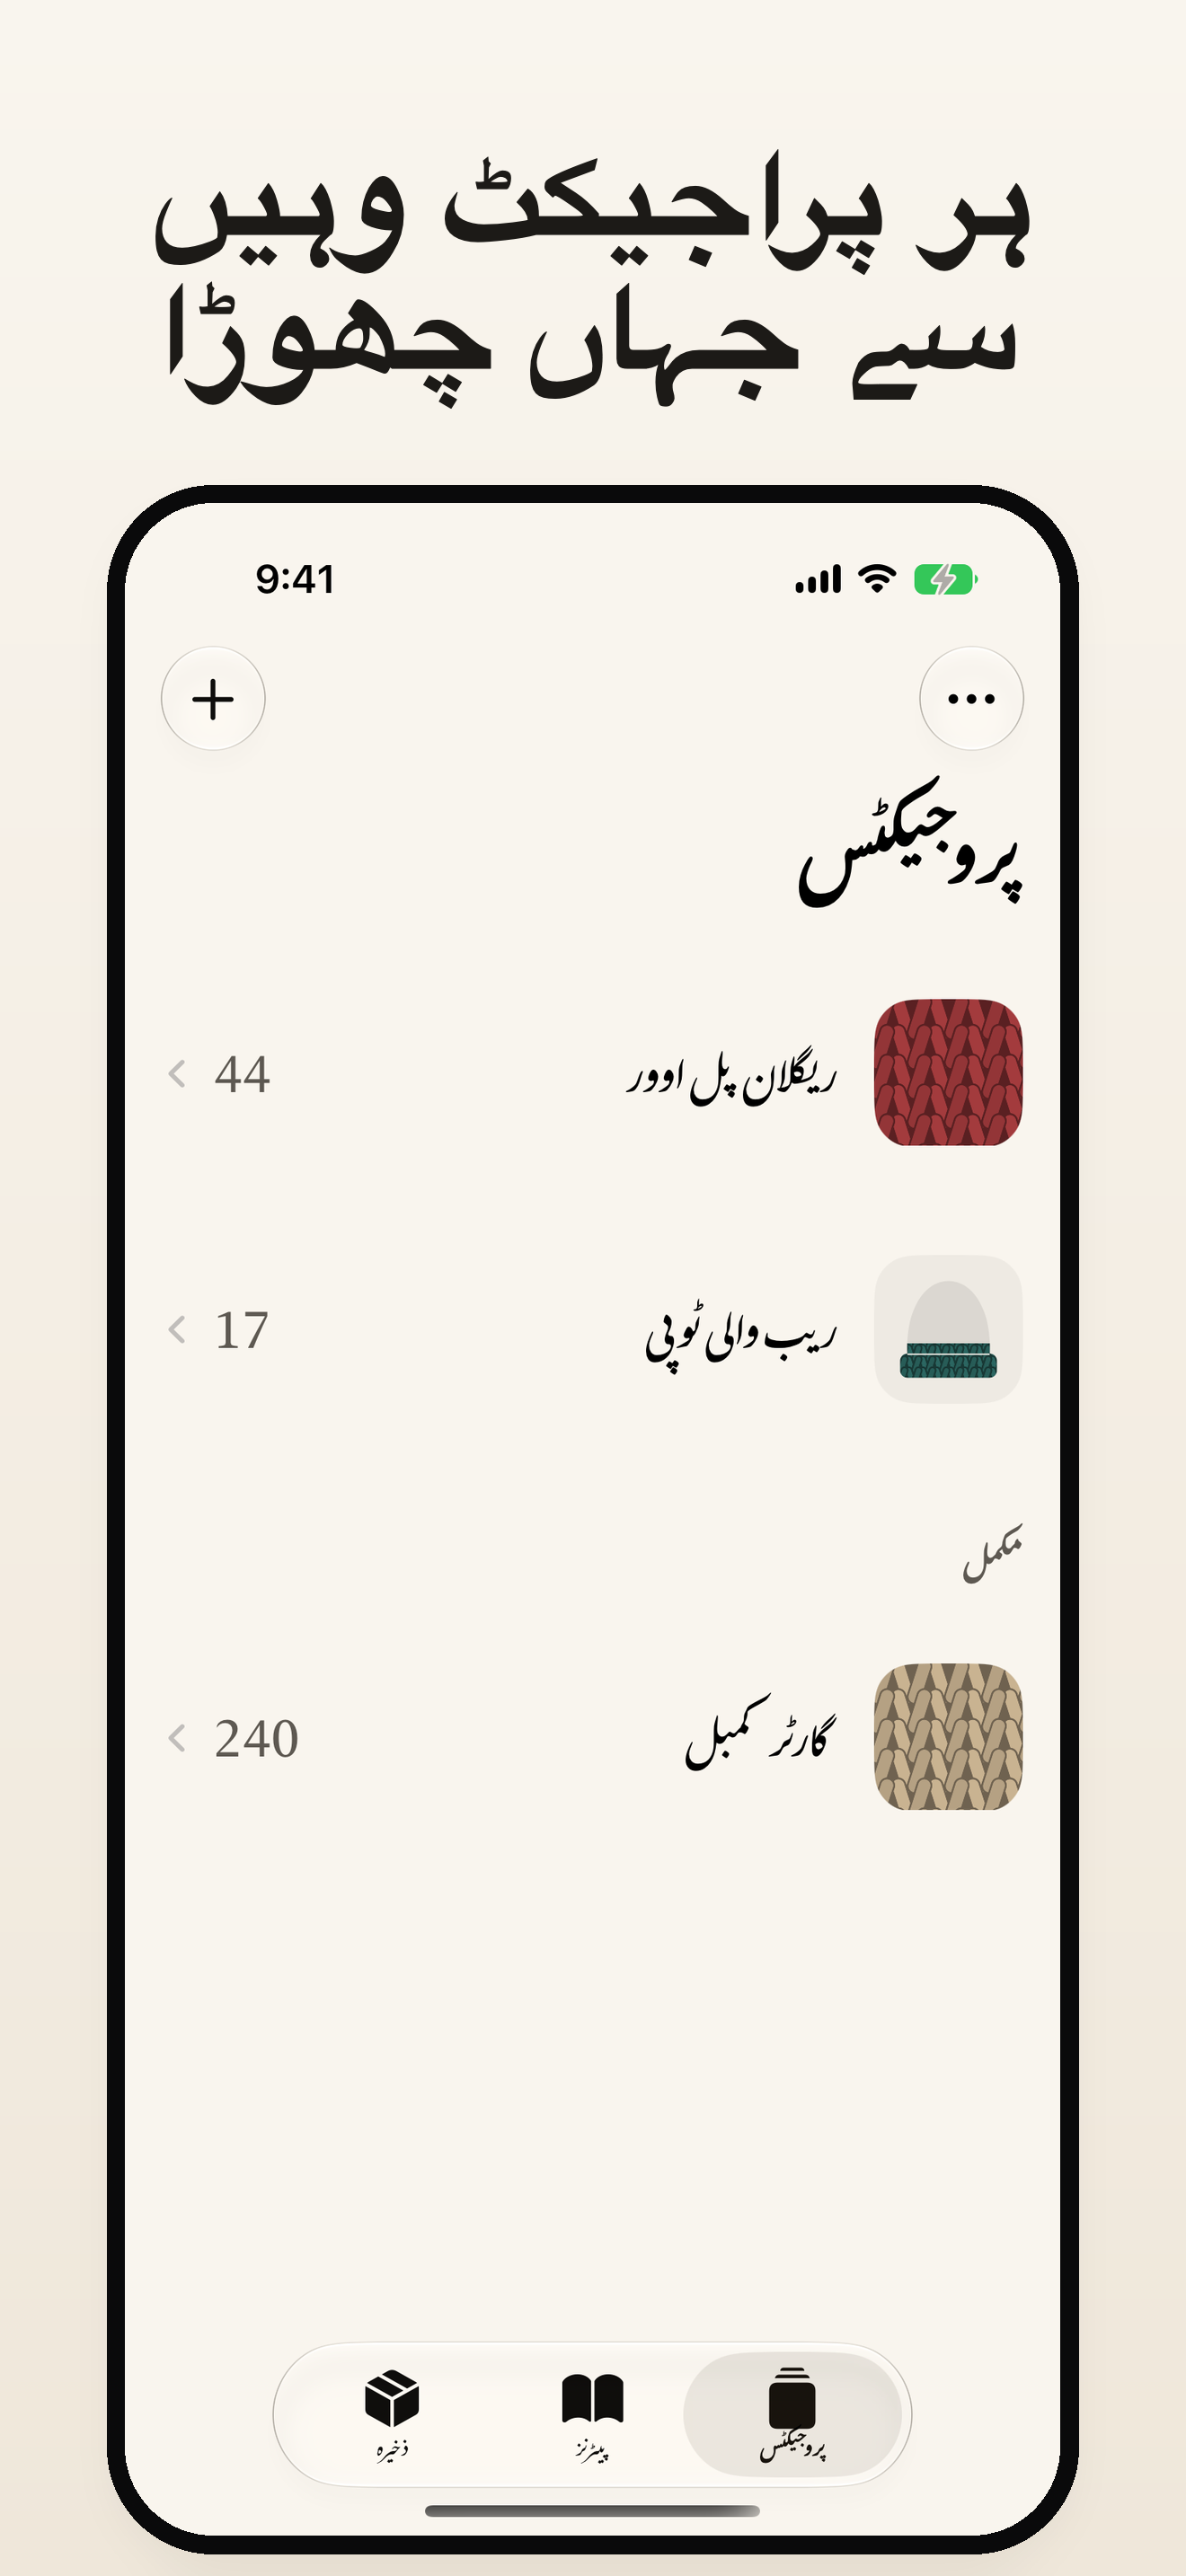 ہر پراجیکٹ وہیں
سے جہاں چھوڑا
9:41
پروجیکٹس
ریگلان پل اوور
44
ریب والی ٹوپی
17
مکمل
گارٹر کمبل
240
پروجیکٹس
پیٹرنز
ذخیرہ